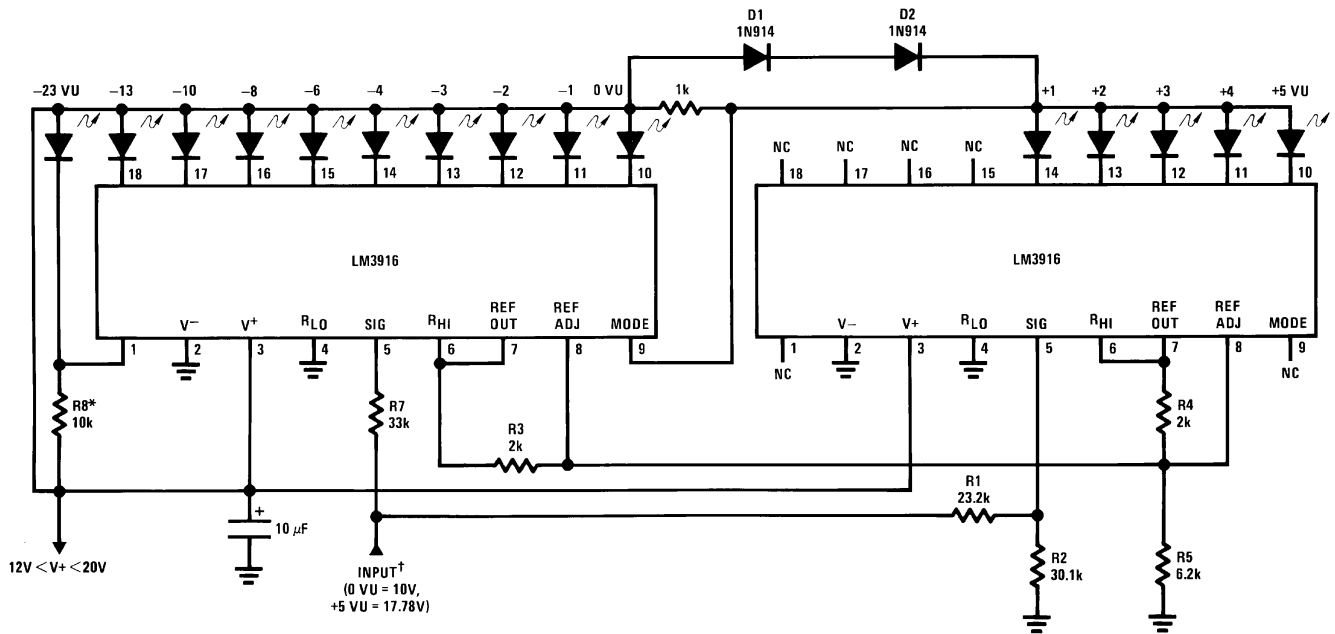 D1
1N914
D2
1N914
–23 VU
–13
–10
–8
–6
–4
–3
–2
–1
0 VU
1k
+1
+2
+3
+4
+5 VU
NC
NC
NC
NC
18
17
16
15
14
13
12
11
10
18
17
16
15
14
13
12
11
10
LM3916
LM3916
V–
V+
RLO
SIG
RHI
REF
OUT
REF
ADJ
MODE
V–
V+
RLO
SIG
RHI
REF
OUT
REF
ADJ
MODE
1
2
3
4
5
6
7
8
9
1
2
3
4
5
6
7
8
9
NC
NC
R8*
10k
R7
33k
R3
2k
R4
2k
R1
23.2k
+
10 µF
R2
30.1k
R5
6.2k
12V < V+ < 20V
INPUT†
(0 VU = 10V,
+5 VU = 17.78V)